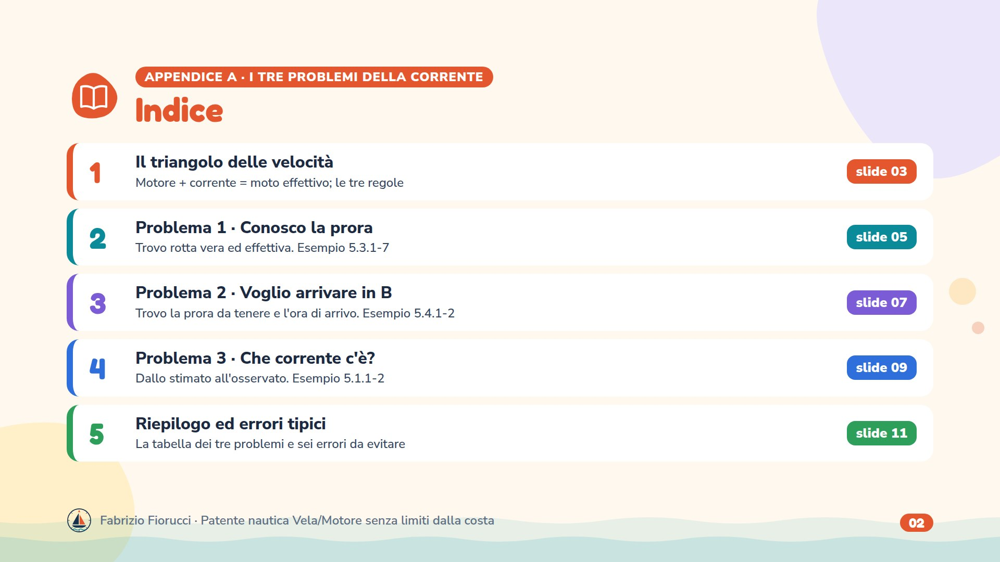 APPENDICE A · I TRE PROBLEMI DELLA CORRENTE
Indice
1
Il triangolo delle velocità
Motore + corrente = moto effettivo; le tre regole
slide 03
2
Problema 1 · Conosco la prora
Trovo rotta vera ed effettiva. Esempio 5.3.1-7
slide 05
3
Problema 2 · Voglio arrivare in B
Trovo la prora da tenere e l'ora di arrivo. Esempio 5.4.1-2
slide 07
4
Problema 3 · Che corrente c'è?
Dallo stimato all'osservato. Esempio 5.1.1-2
slide 09
5
Riepilogo ed errori tipici
La tabella dei tre problemi e sei errori da evitare
slide 11
Fabrizio Fiorucci · Patente nautica Vela/Motore senza limiti dalla costa
02